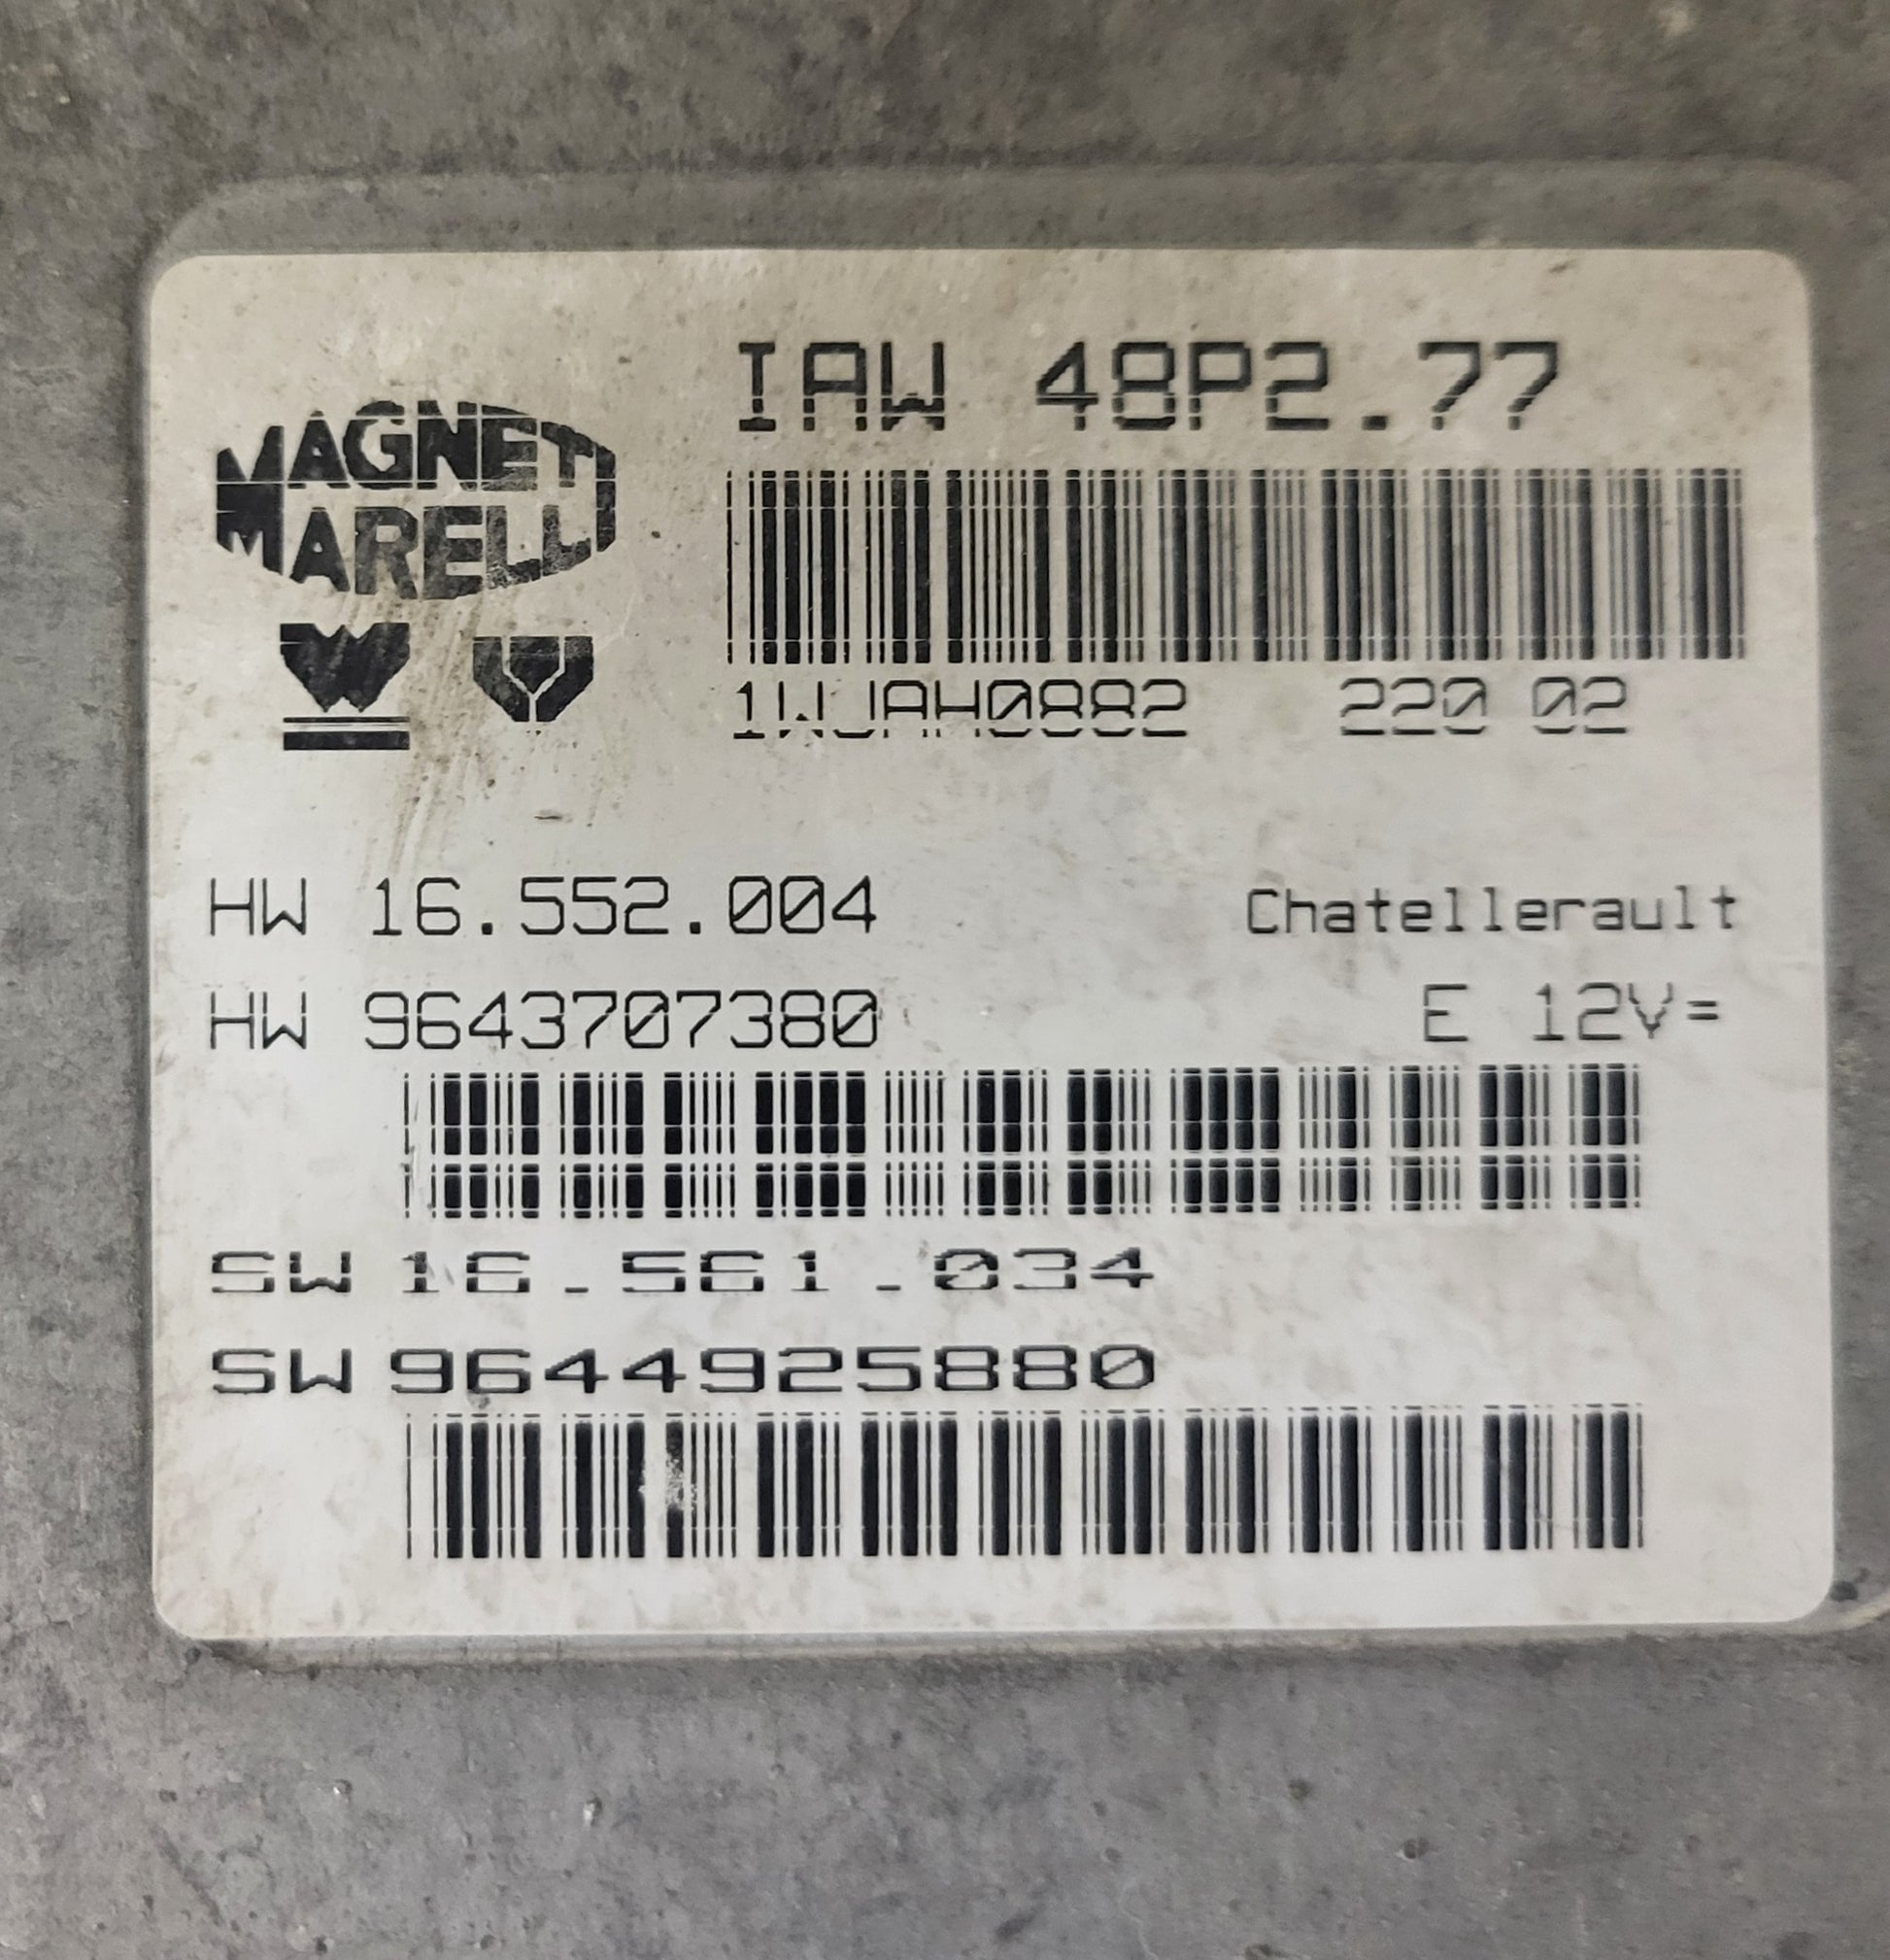 MAGNETI
MARELLI
IAW 48P2.77
1WJAH0882 220 02
HW 16.552.004 Chatellerault
HW 9643707380 E 12V=
SW 16.561.034
SW 9644925880